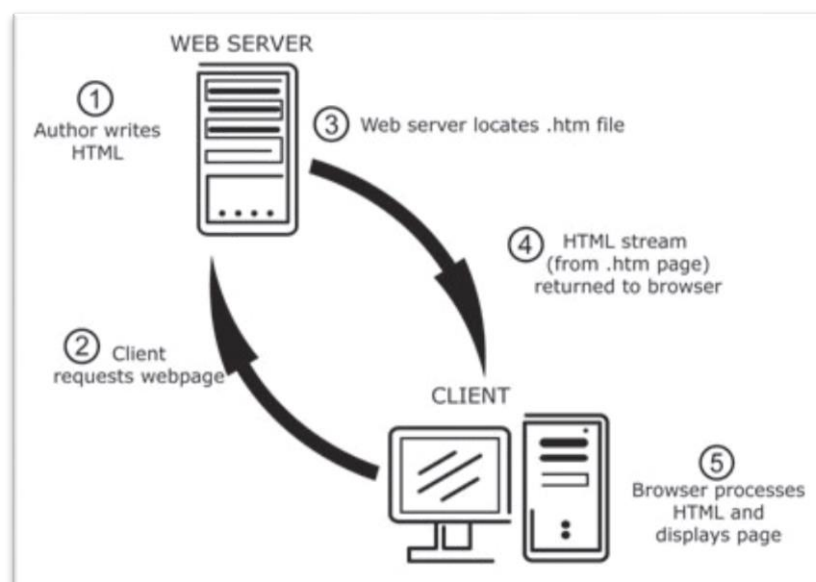 WEB SERVER
1
Author writes
HTML
3 Web server locates .htm file
4 HTML stream
(from .htm page)
returned to browser
2 Client
requests webpage
CLIENT
5
Browser processes
HTML and
displays page